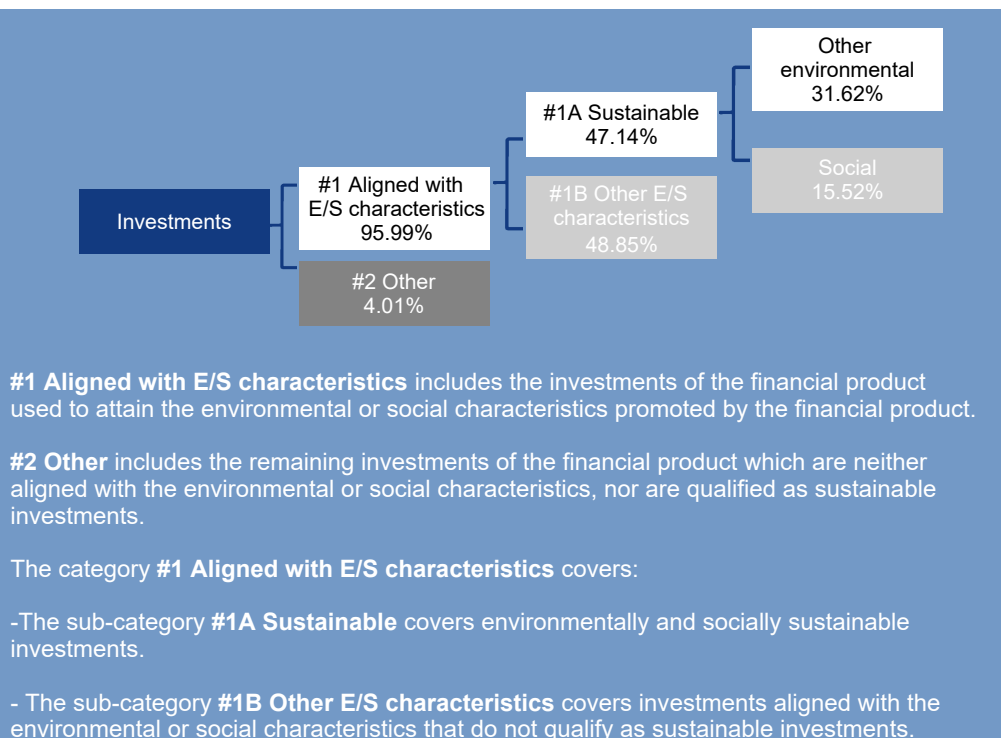 Other
environmental
31.62%
#1A Sustainable
47.14%
Social
15.52%
#1 Aligned with
E/S characteristics
95.99%
#1B Other E/S
characteristics
48.85%
Investments
#2 Other
4.01%
#1 Aligned with E/S characteristics includes the investments of the financial product
used to attain the environmental or social characteristics promoted by the financial product.
#2 Other includes the remaining investments of the financial product which are neither
aligned with the environmental or social characteristics, nor are qualified as sustainable
investments.
The category #1 Aligned with E/S characteristics covers:
-The sub-category #1A Sustainable covers environmentally and socially sustainable
investments.
- The sub-category #1B Other E/S characteristics covers investments aligned with the
environmental or social characteristics that do not qualify as sustainable investments.